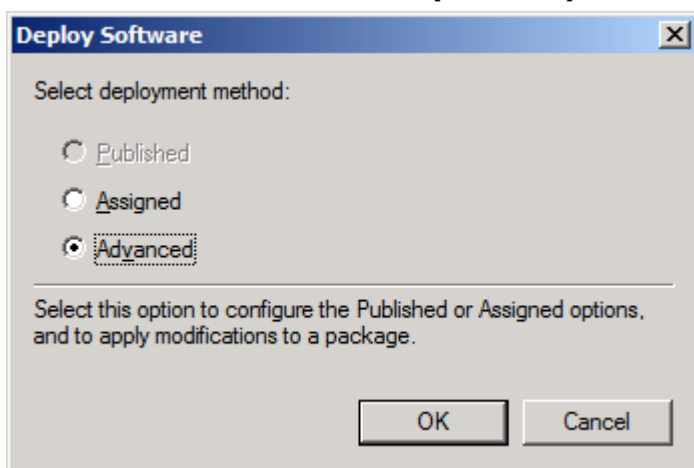 Deploy Software
Select deployment method:
Published
Assigned
Advanced
Select this option to configure the Published or Assigned options,
and to apply modifications to a package.
OK Cancel